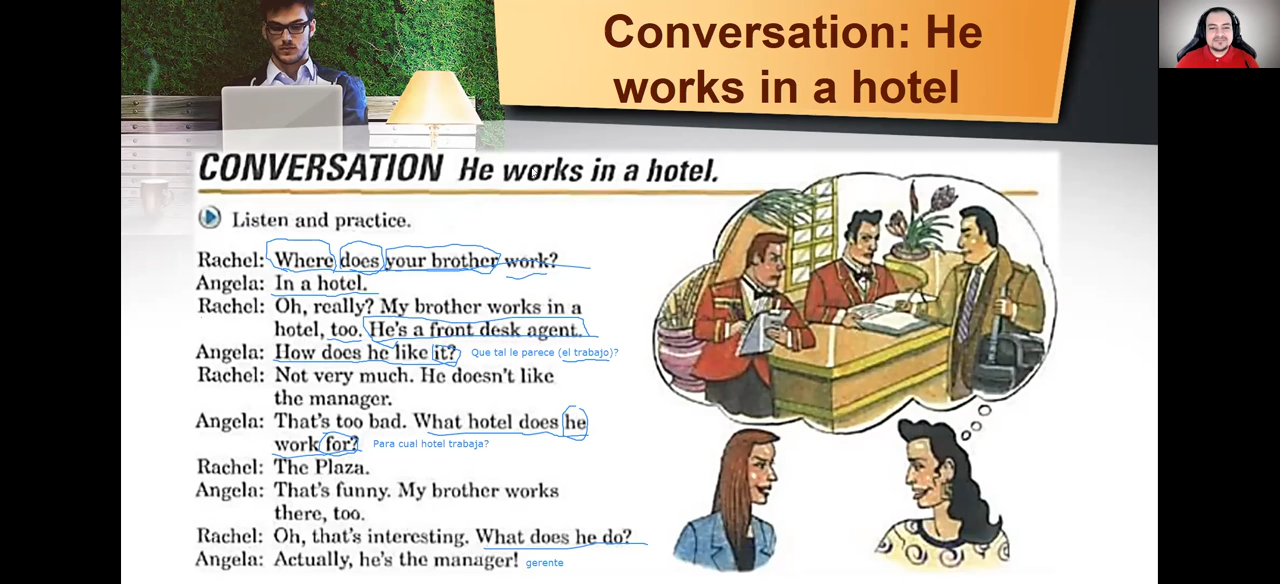 Conversation: He
works in a hotel
CONVERSATION He works in a hotel.
Listen and practice.
Rachel: Where does your brother work?
Angela: In a hotel.
Rachel: Oh, really? My brother works in a
hotel, too. He's a front desk agent.
Angela: How does he like it? Que tal le parece (el trabajo)?
Rachel: Not very much. He doesn't like
the manager.
Angela: That's too bad. What hotel does he
work for? Para cual hotel trabaja?
Rachel: The Plaza.
Angela: That's funny. My brother works
there, too.
Rachel: Oh, that's interesting. What does he do?
Angela: Actually, he's the manager! gerente